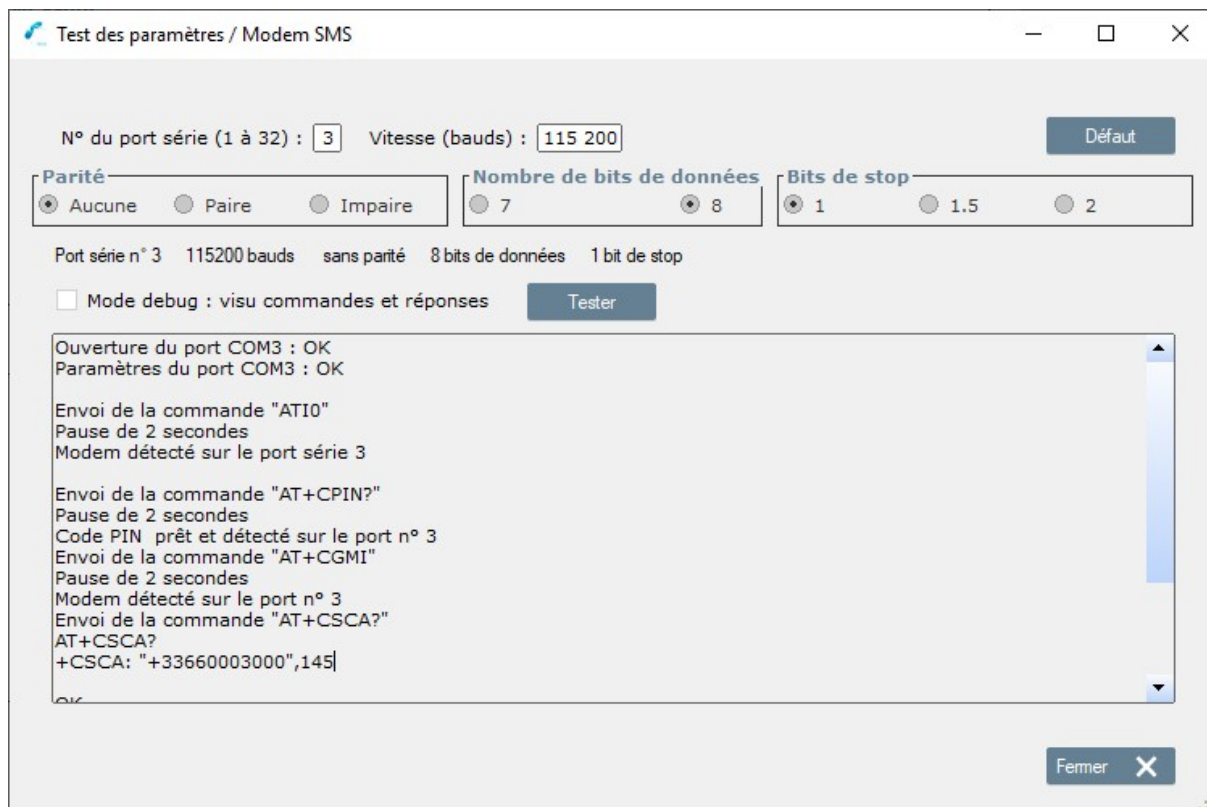 Test des paramètres / Modem SMS
N° du port série (1 à 32) : 3 Vitesse (bauds) : 115 200 Défaut
Parité Nombre de bits de données Bits de stop
Aucune Paire Impaire 7 8 1 1.5 2
Port série n° 3 115200 bauds sans parité 8 bits de données 1 bit de stop
Mode debug : visu commandes et réponses Tester
Ouverture du port COM3 : OK
Paramètres du port COM3 : OK
Envoi de la commande "ATI0"
Pause de 2 secondes
Modem détecté sur le port série 3
Envoi de la commande "AT+CPIN?"
Pause de 2 secondes
Code PIN  prêt et détecté sur le port n° 3
Envoi de la commande "AT+CGMI"
Pause de 2 secondes
Modem détecté sur le port n° 3
Envoi de la commande "AT+CSCA?"
AT+CSCA?
+CSCA: "+33660003000",145
OK
Fermer